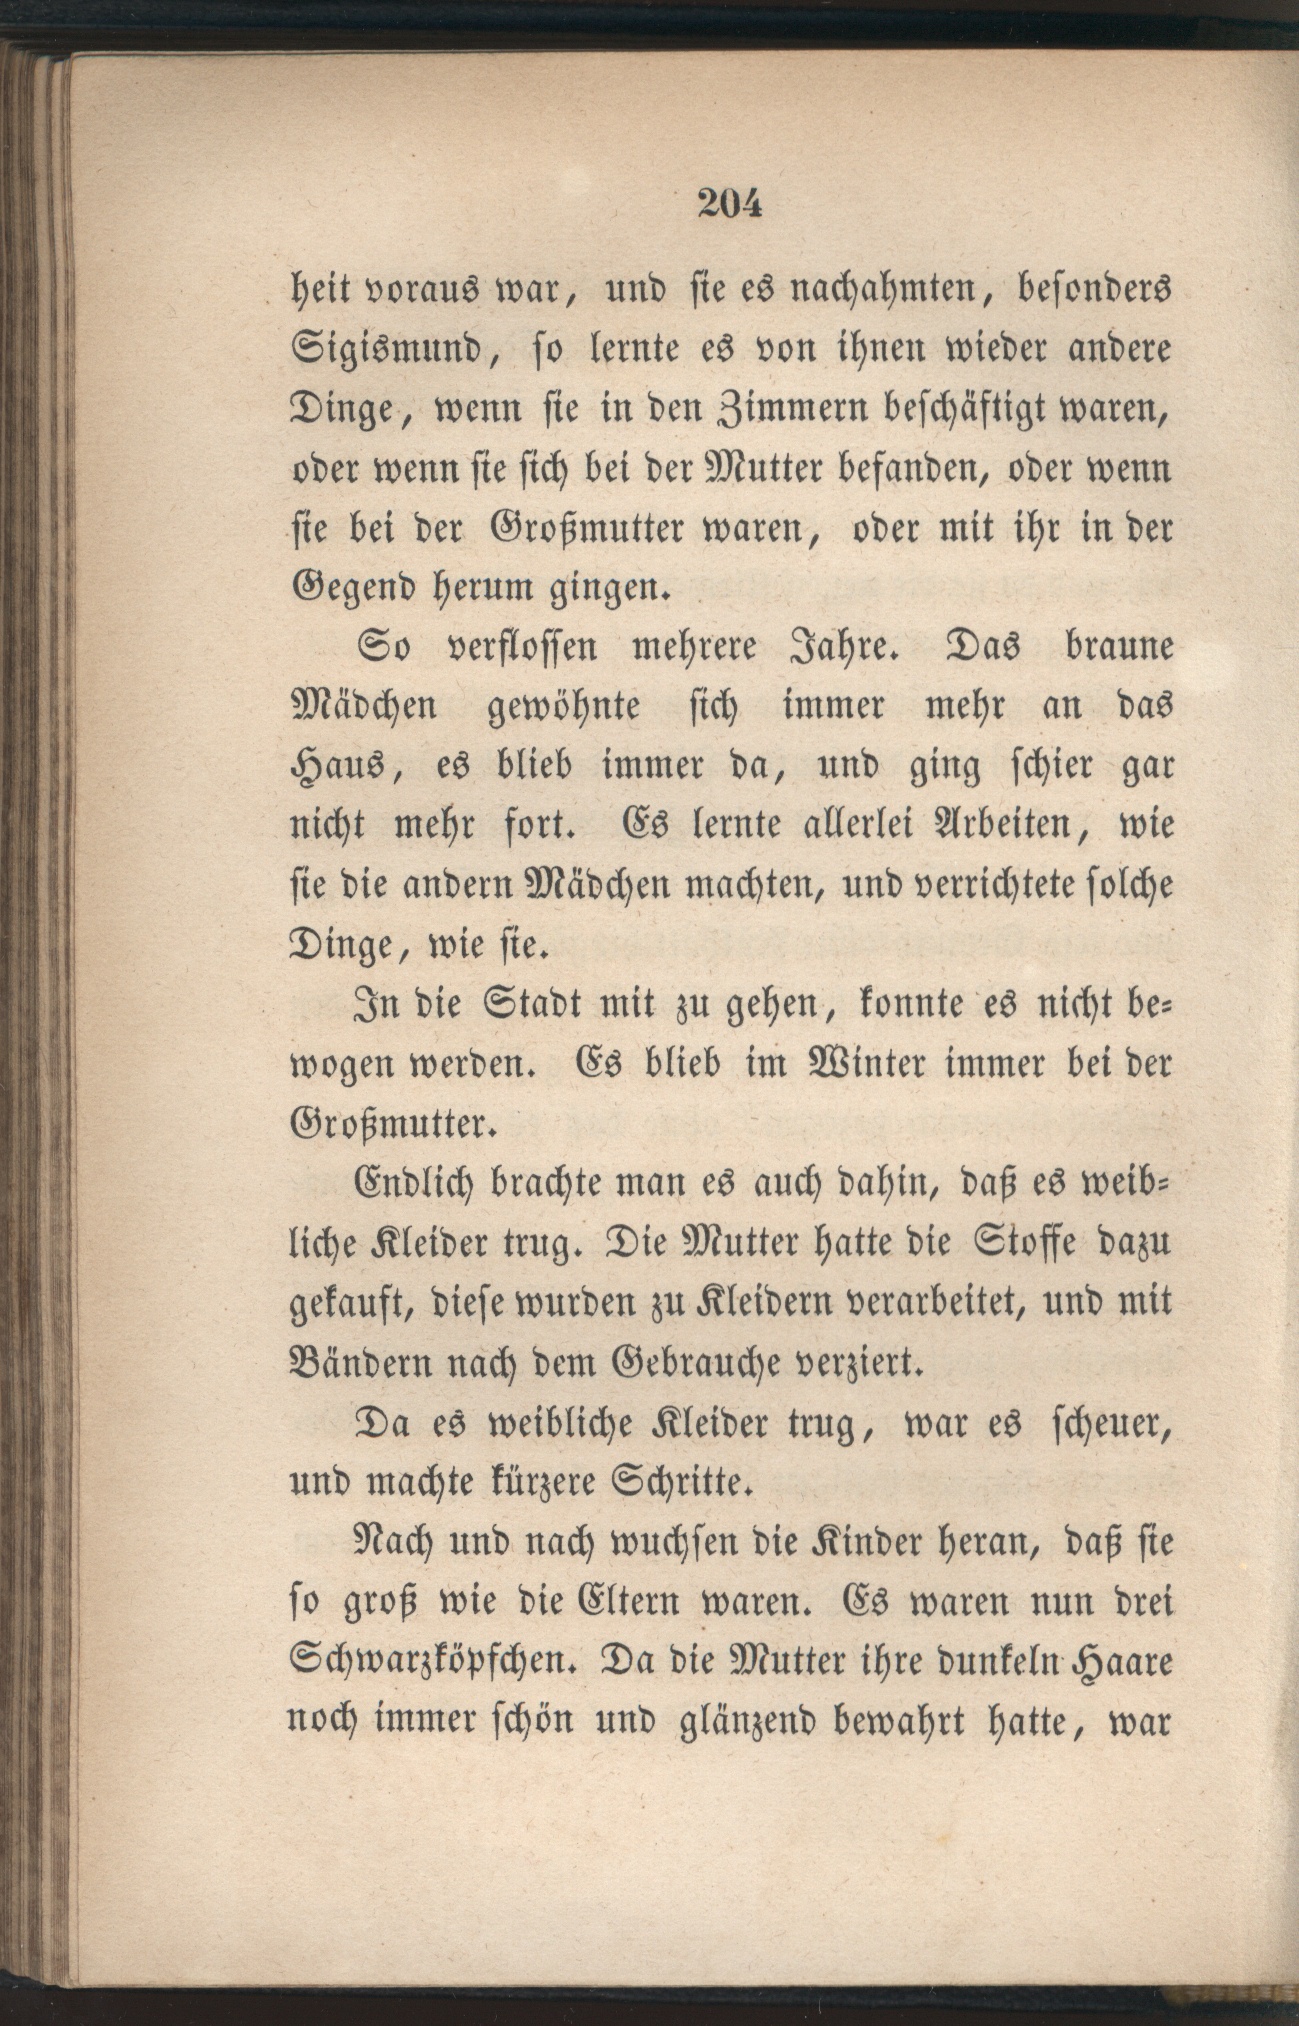 204
heit voraus war, und sie es nachahmten, besonders
Sigismund, so lernte es von ihnen wieder andere
Dinge, wenn sie in den Zimmern beschäftigt waren,
oder wenn sie sich bei der Mutter befanden, oder wenn
sie bei der Großmutter waren, oder mit ihr in der
Gegend herum gingen.
So verflossen mehrere Jahre. Das braune
Mädchen gewöhnte sich immer mehr an das
Haus, es blieb immer da, und ging schier gar
nicht mehr fort. Es lernte allerlei Arbeiten, wie
sie die andern Mädchen machten, und verrichtete solche
Dinge, wie sie.
In die Stadt mit zu gehen, konnte es nicht be⸗
wogen werden. Es blieb im Winter immer bei der
Großmutter.
Endlich brachte man es auch dahin, daß es weib⸗
liche Kleider trug. Die Mutter hatte die Stoffe dazu
gekauft, diese wurden zu Kleidern verarbeitet, und mit
Bändern nach dem Gebrauche verziert.
Da es weibliche Kleider trug, war es scheuer,
und machte kürzere Schritte.
Nach und nach wuchsen die Kinder heran, daß sie
so groß wie die Eltern waren. Es waren nun drei
Schwarzköpfchen. Da die Mutter ihre dunkeln Haare
noch immer schön und glänzend bewahrt hatte, war